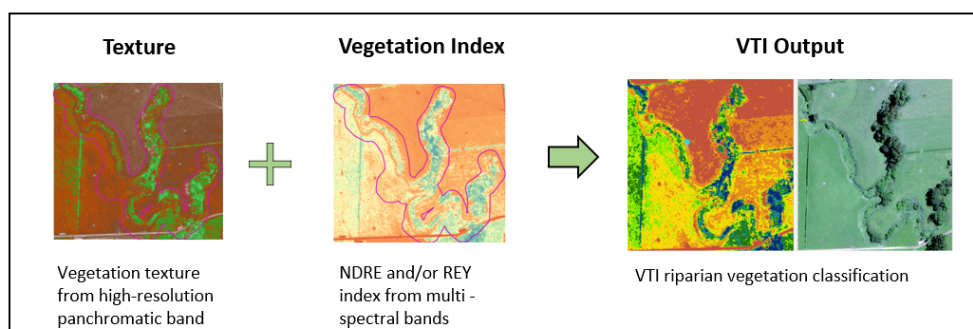 Texture
Vegetation Index
VTI Output
Vegetation texture
from high-resolution
panchromatic band
NDRE and/or REY
index from multi -
spectral bands
VTI riparian vegetation classification